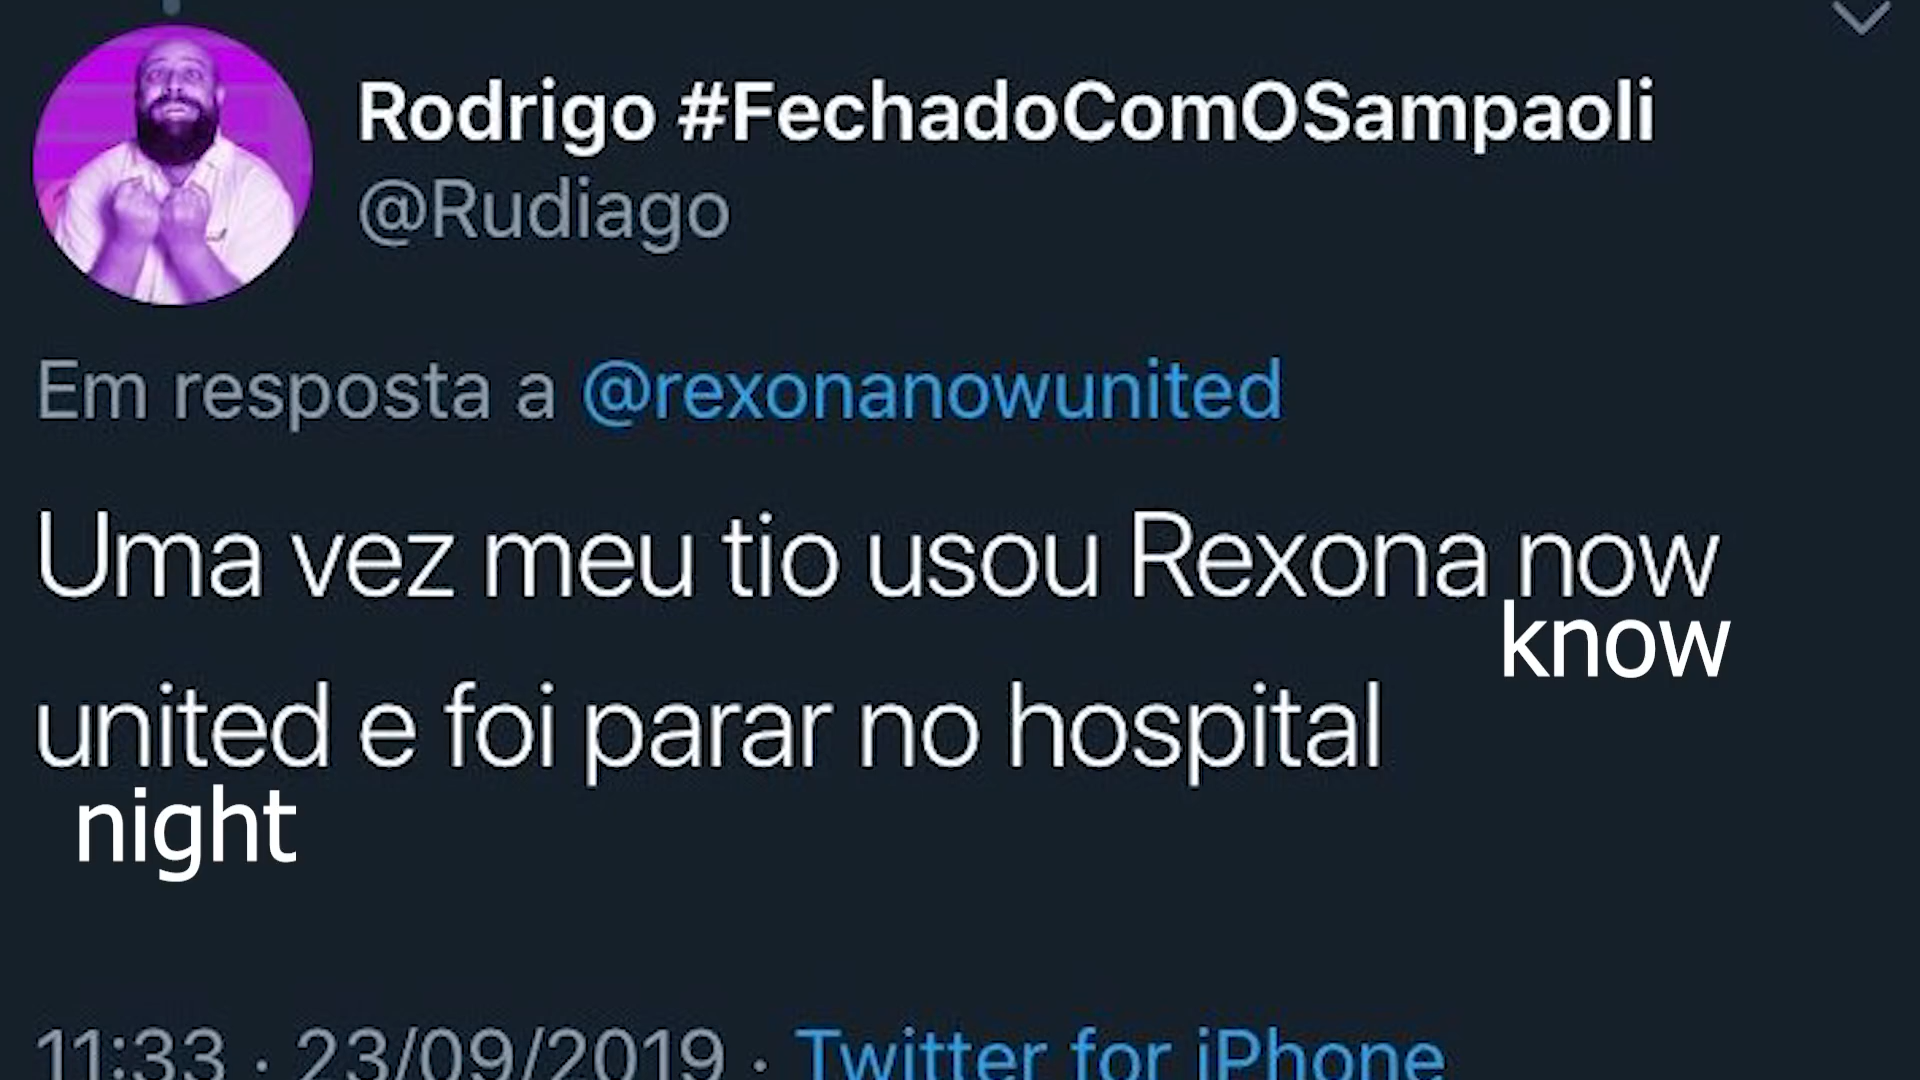 Rodrigo #FechadoComOSampaoli
@Rudiago
Em resposta a @rexonanowunited
Uma vez meu tio usou Rexona now
know
united e foi parar no hospital
night
11:33 · 23/09/2019 · Twitter for iPhone